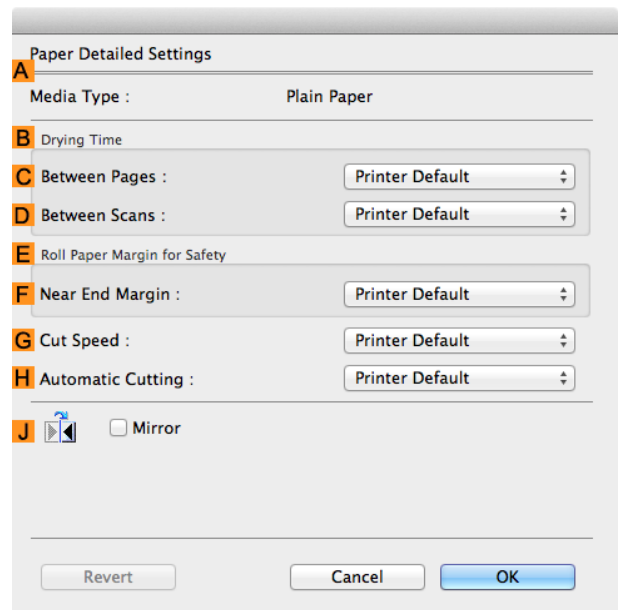 Paper Detailed Settings
A
Media Type : Plain Paper
B Drying Time
C Between Pages : Printer Default
D Between Scans : Printer Default
E Roll Paper Margin for Safety
F Near End Margin : Printer Default
G Cut Speed : Printer Default
H Automatic Cutting : Printer Default
J Mirror
Revert Cancel OK